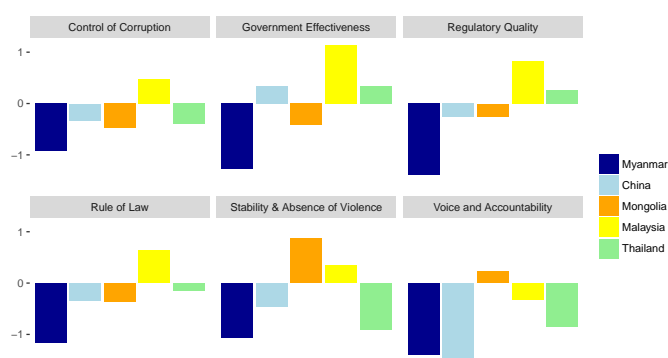 Control of Corruption
Government Effectiveness
Regulatory Quality
1
0
−1
Rule of Law
Stability & Absence of Violence
Voice and Accountability
1
0
−1
Myanmar
China
Mongolia
Malaysia
Thailand